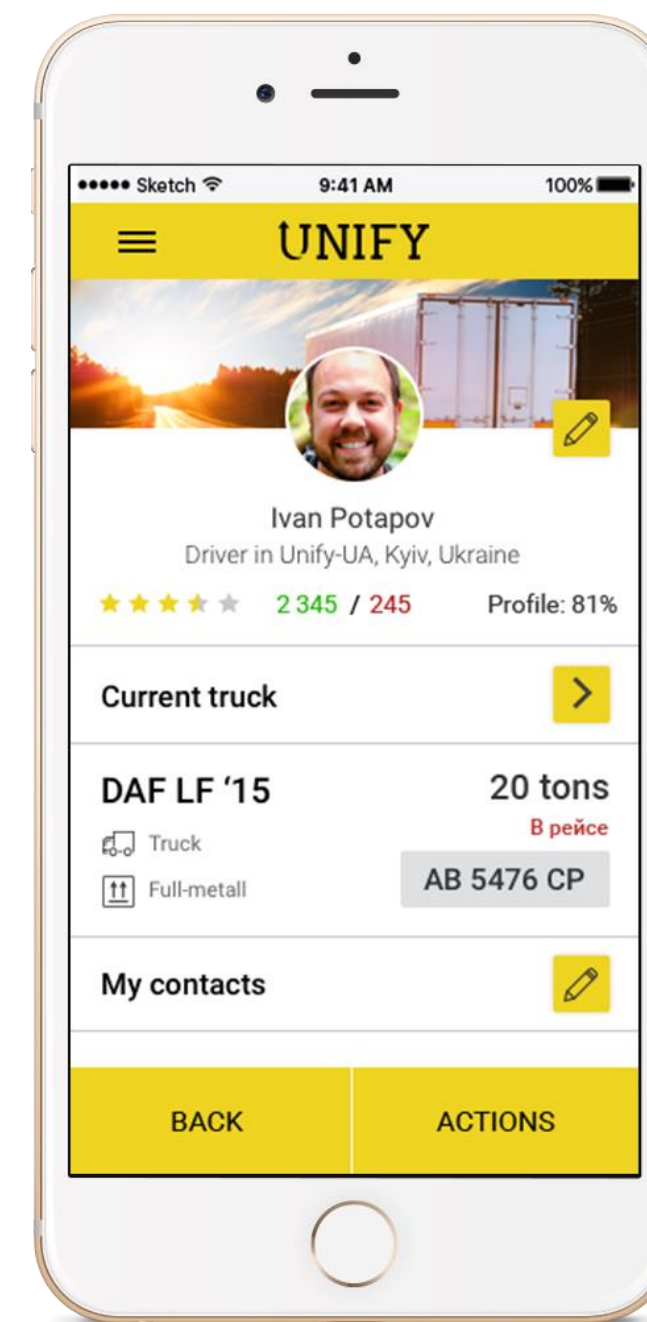 ●●●●● Sketch 9:41 AM 100%
UNIFY
Ivan Potapov
Driver in Unify-UA, Kyiv, Ukraine
2 345 / 245 Profile: 81%
Current truck
DAF LF ‘15 20 tons
В рейсе
Truck
AB 5476 CP
Full-metall
My contacts
BACK ACTIONS